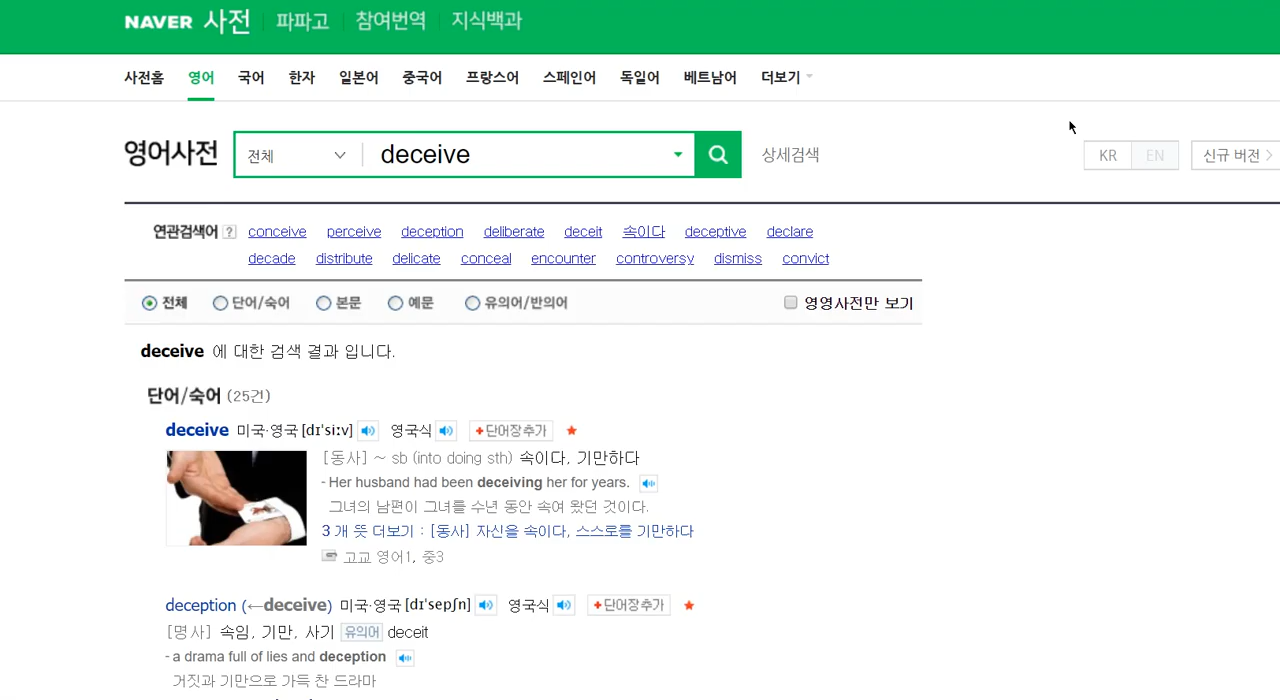 NAVER 사전 파파고 참여번역 지식백과
사전홈 영어 국어 한자 일본어 중국어 프랑스어 스페인어 독일어 베트남어 더보기
영어사전 전체 deceive 상세검색 KR EN 신규 버전
연관검색어 ? conceive perceive deception deliberate deceit 속이다 deceptive declare
decade distribute delicate conceal encounter controversy dismiss convict
전체 단어/숙어 본문 예문 유의어/반의어 영영사전만 보기
deceive 에 대한 검색 결과 입니다.
단어/숙어 (25건)
deceive 미국·영국 [dɪˈsiːv] 영국식 +단어장추가 ★
[동사] ~ sb (into doing sth) 속이다, 기만하다
- Her husband had been deceiving her for years.
그녀의 남편이 그녀를 수년 동안 속여 왔던 것이다.
3 개 뜻 더보기 : [동사] 자신을 속이다, 스스로를 기만하다
고교 영어1, 중3
deception (←deceive) 미국·영국 [dɪˈsepʃn] 영국식 +단어장추가 ★
[명사] 속임, 기만, 사기 유의어 deceit
- a drama full of lies and deception
거짓과 기만으로 가득 찬 드라마